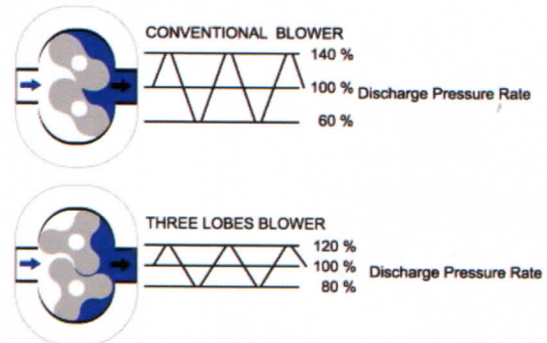 CONVENTIONAL BLOWER
140 %
100 % Discharge Pressure Rate
60 %
THREE LOBES BLOWER
120 %
100 % Discharge Pressure Rate
80 %